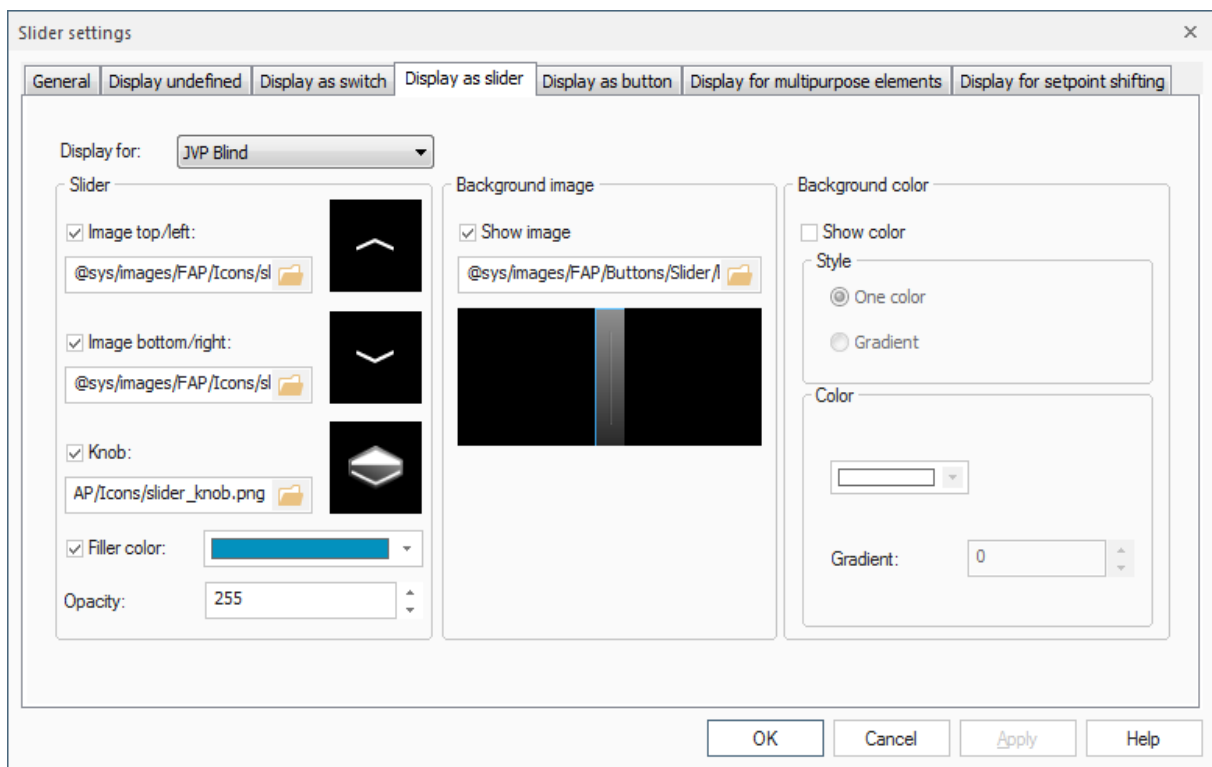 Slider settings
General Display undefined Display as switch Display as slider Display as button Display for multipurpose elements Display for setpoint shifting
Display for: JVP Blind
Slider
Image top/left:
@sys/images/FAP/Icons/sl
Image bottom/right:
@sys/images/FAP/Icons/sl
Knob:
AP/Icons/slider_knob.png
Filler color:
Opacity: 255
Background image
Show image
@sys/images/FAP/Buttons/Slider/
Background color
Show color
Style
One color
Gradient
Color
Gradient: 0
OK Cancel Apply Help